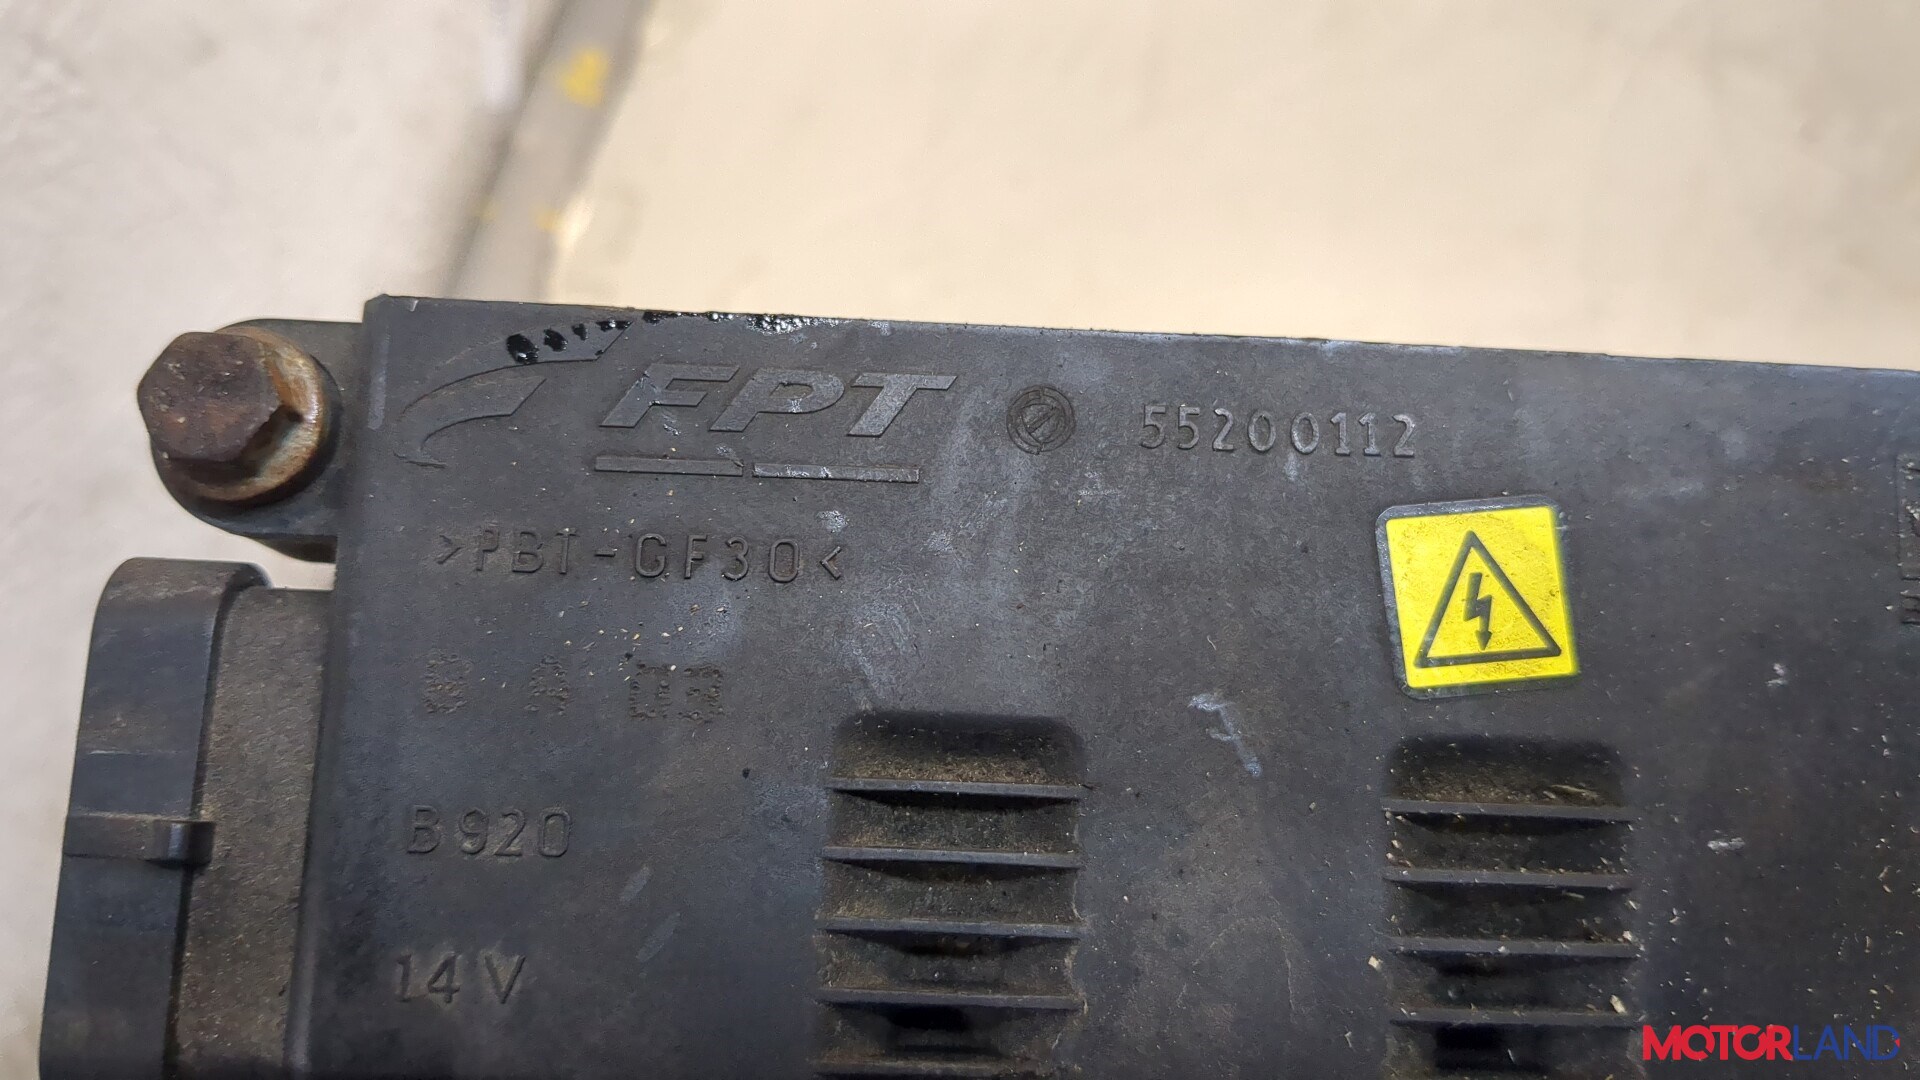 FPT 55200112
>PBT-GF30<
B920
14V
MOTORLAND